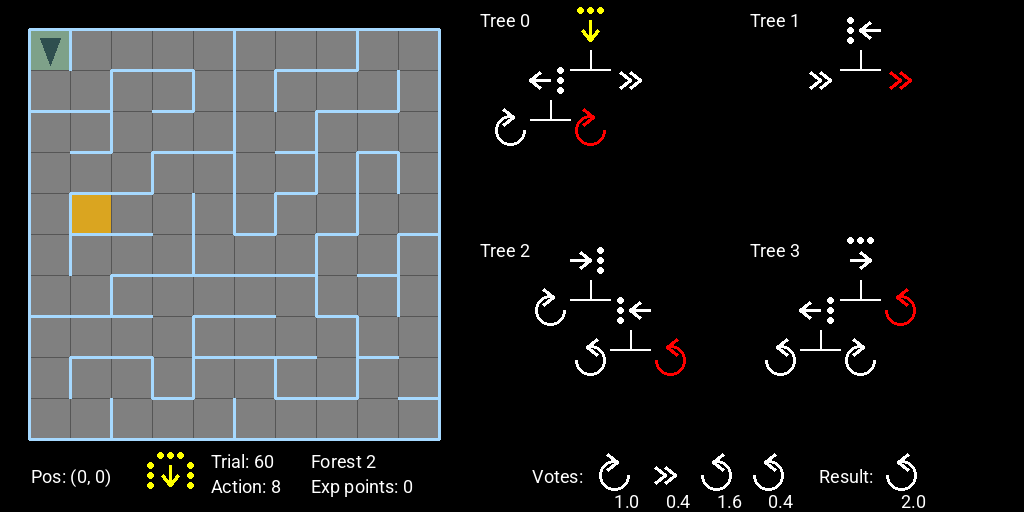 Tree 0
Tree 1
Tree 2
Tree 3
Pos: (0, 0)
Trial: 60
Forest 2
Action: 8
Exp points: 0
Votes:
1.0
0.4
1.6
0.4
Result:
2.0